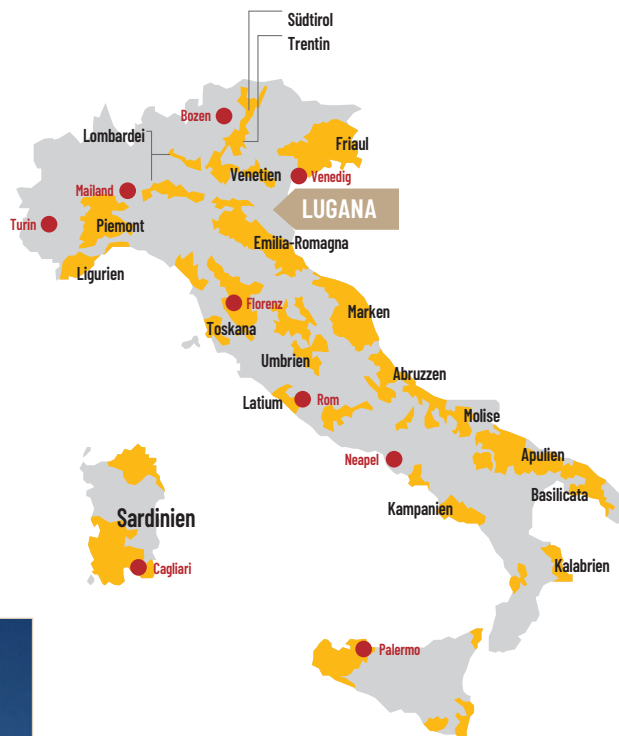 Südtirol
Trentin
Bozen
Lombardei
Friaul
Venetien
Venedig
Mailand
LUGANA
Turin
Piemont
Emilia-Romagna
Ligurien
Florenz
Marken
Toskana
Umbrien
Abruzzen
Latium
Rom
Molise
Neapel
Apulien
Basilicata
Kampanien
Sardinien
Kalabrien
Cagliari
Palermo